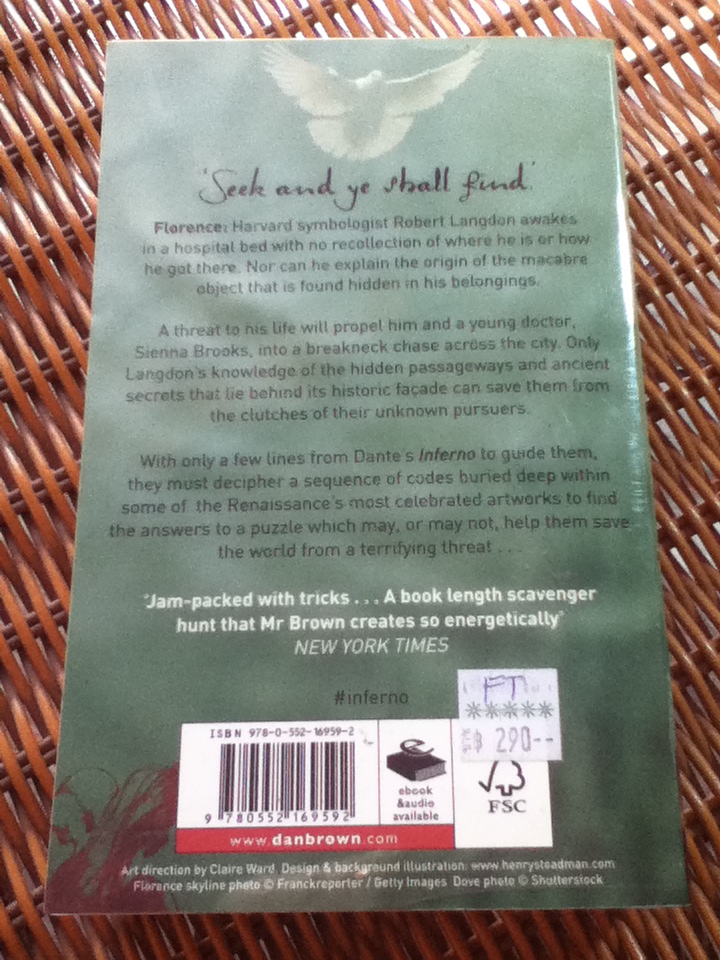 'Seek and ye shall find'
Florence: Harvard symbologist Robert Langdon awakes
in a hospital bed with no recollection of where he is or how
he got there. Nor can he explain the origin of the macabre
object that is found hidden in his belongings.
A threat to his life will propel him and a young doctor,
Sienna Brooks, into a breakneck chase across the city. Only
Langdon's knowledge of the hidden passageways and ancient
secrets that lie behind its historic façade can save them from
the clutches of their unknown pursuers.
With only a few lines from Dante's Inferno to guide them,
they must decipher a sequence of codes buried deep within
some of the Renaissance's most celebrated artworks to find
the answers to a puzzle which may, or may not, help them save
the world from a terrifying threat . . .
"Jam-packed with tricks . . . A book length scavenger
hunt that Mr Brown creates so energetically"
NEW YORK TIMES
#inferno
FT
*****
$ 290--
ISBN 978-0-552-16959-2
9 780552 169592
e
ebook
&audio
available
FSC
www.danbrown.com
Art direction by Claire Ward. Design & background illustration: www.henrysteadman.com
Florence skyline photo © Franckreporter / Getty Images Dove photo © Shutterstock